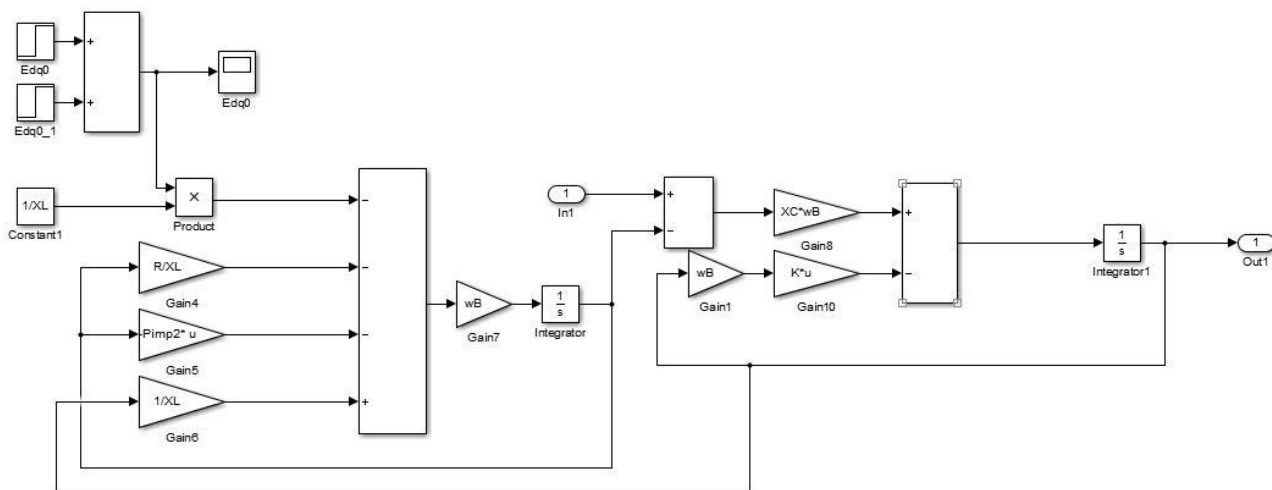 +
Edq0
+
Edq0_1
Edq0
1/XL
Constant1
×
Product
−
R/XL
Gain4
−
-Pimp2* u
Gain5
−
1/XL
Gain6
+
wB
Gain7
1
s
Integrator
1
In1
+
−
XC*wB
Gain8
wB
Gain1
K*u
Gain10
+
−
1
s
Integrator1
1
Out1